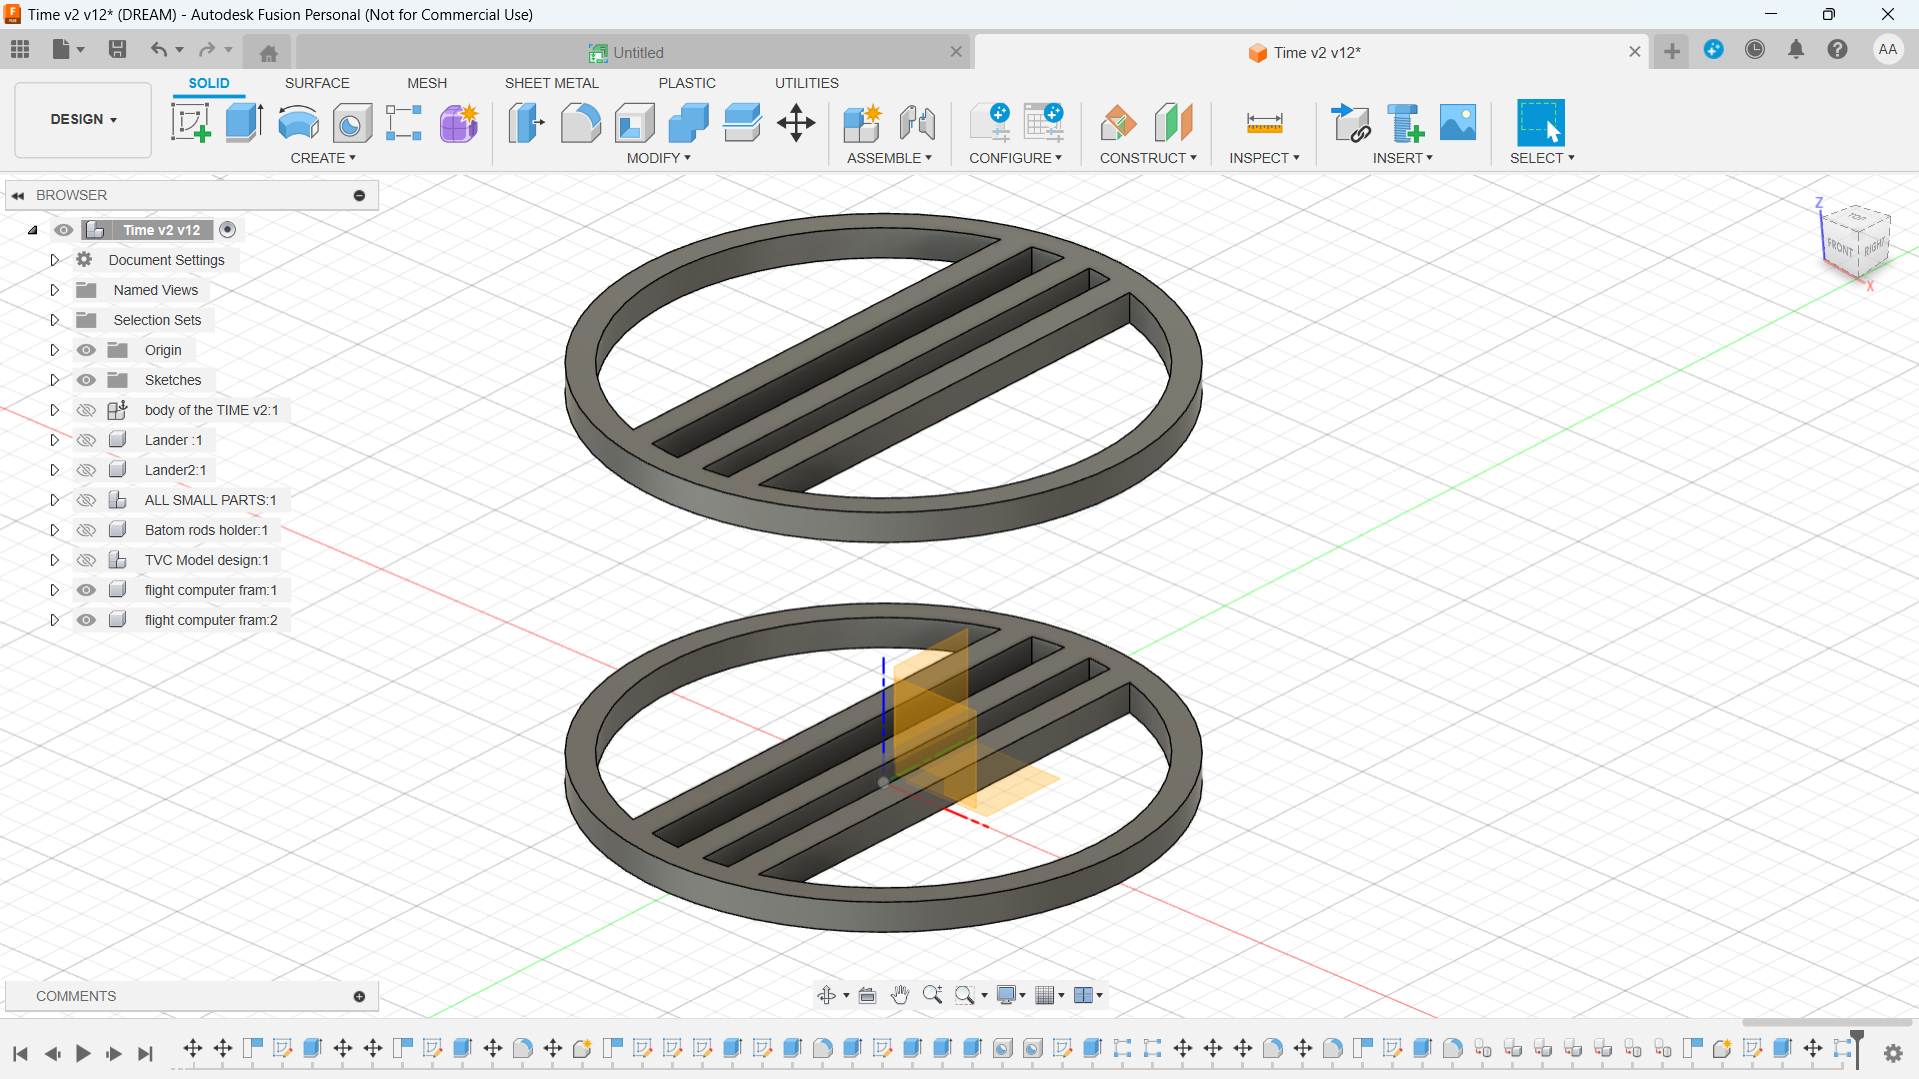 Time v2 v12* (DREAM) - Autodesk Fusion Personal (Not for Commercial Use)
Untitled
Time v2 v12*
AA
DESIGN
SOLID
SURFACE
MESH
SHEET METAL
PLASTIC
UTILITIES
CREATE
MODIFY
ASSEMBLE
CONFIGURE
CONSTRUCT
INSPECT
INSERT
SELECT
BROWSER
Time v2 v12
Document Settings
Named Views
Selection Sets
Origin
Sketches
body of the TIME v2:1
Lander :1
Lander2:1
ALL SMALL PARTS:1
Batom rods holder:1
TVC Model design:1
flight computer fram:1
flight computer fram:2
Z
TOP
FRONT
RIGHT
X
COMMENTS